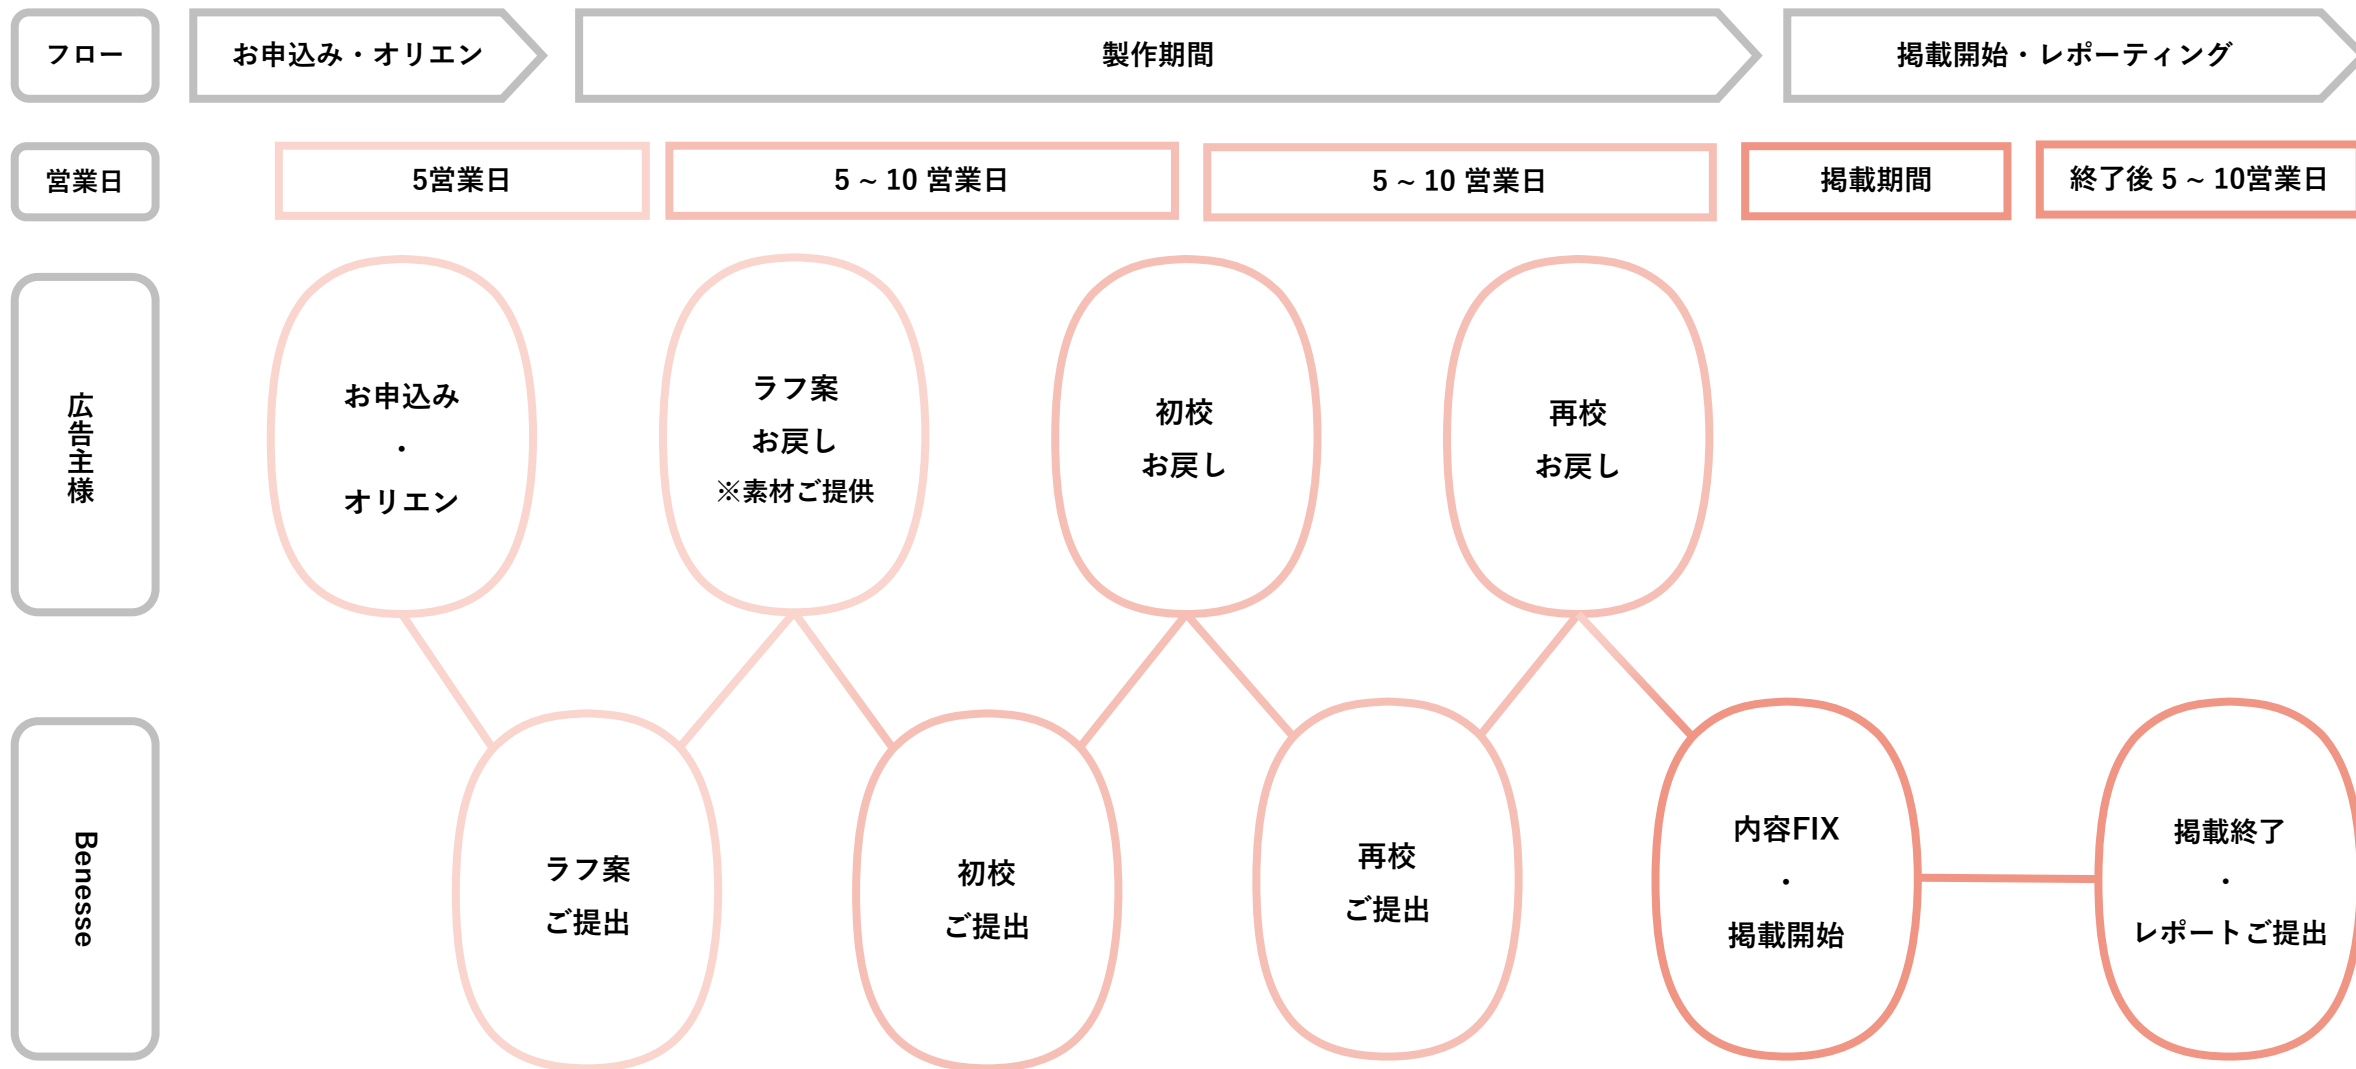 フロー
お申込み・オリエン
製作期間
掲載開始・レポーティング
営業日
5営業日
5 ~ 10 営業日
5 ~ 10 営業日
掲載期間
終了後 5 ~ 10営業日
広告主様
お申込み
・
オリエン
ラフ案
お戻し
※素材ご提供
初校
お戻し
再校
お戻し
Benesse
ラフ案
ご提出
初校
ご提出
再校
ご提出
内容FIX
・
掲載開始
掲載終了
・
レポートご提出